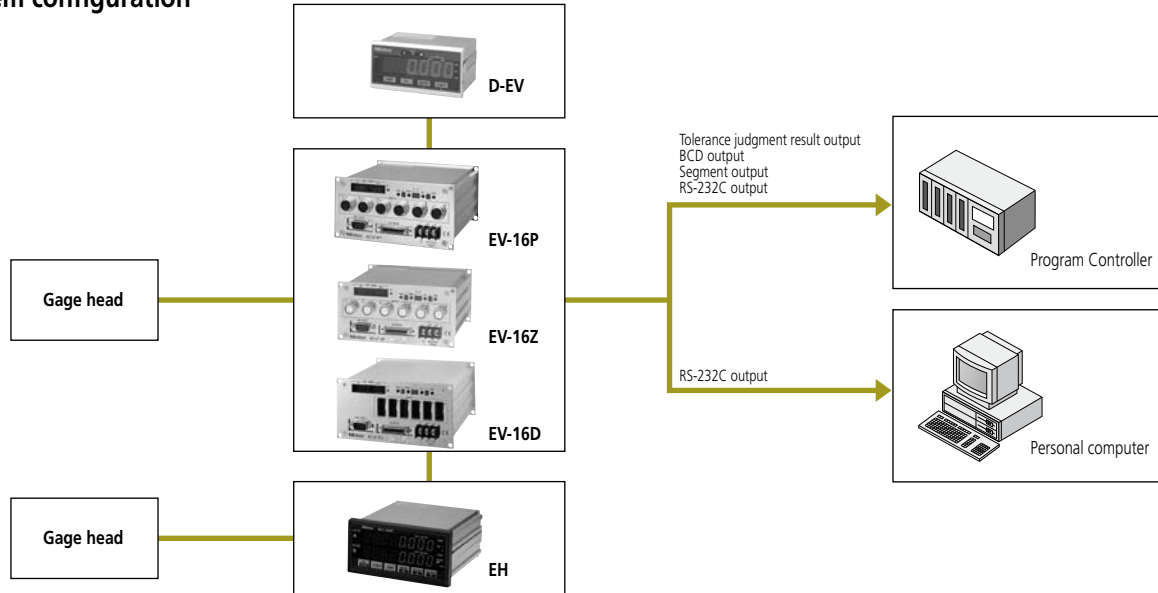 em configuration
D-EV
Tolerance judgment result output
BCD output
Segment output
RS-232C output
EV-16P
Program Controller
Gage head
EV-16Z
RS-232C output
EV-16D
Personal computer
Gage head
EH